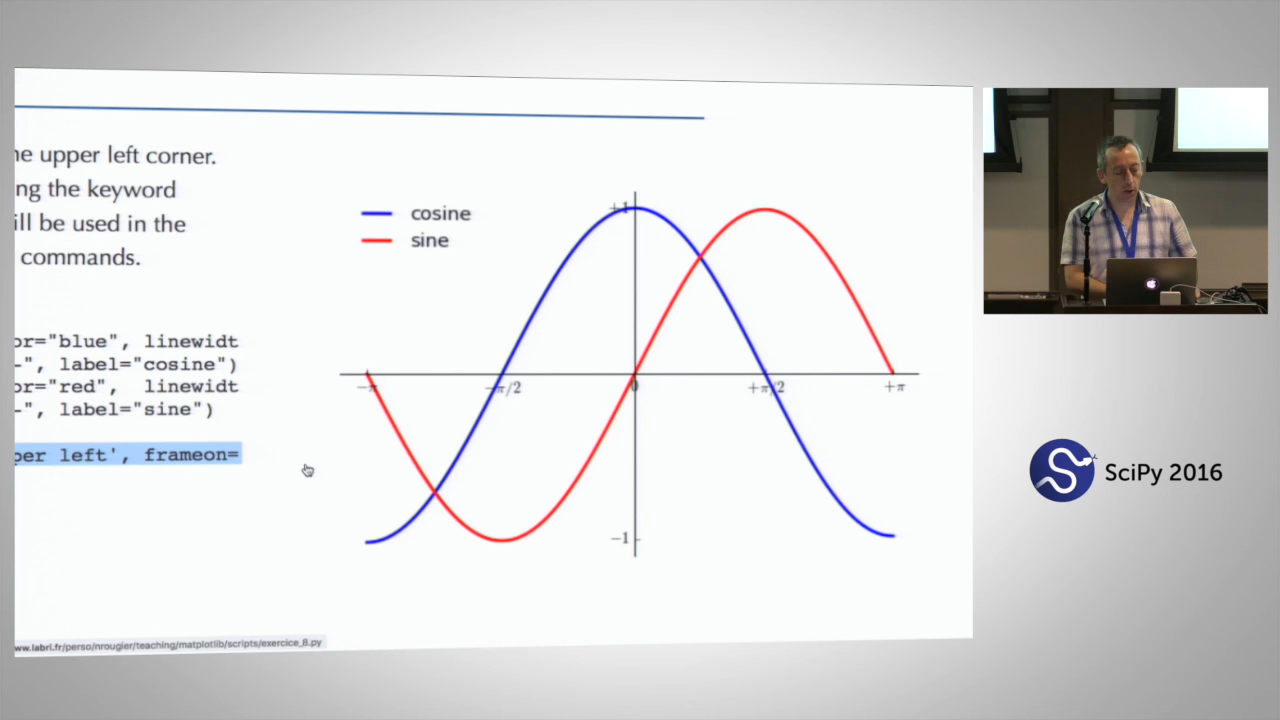 he upper left corner.
ng the keyword
ill be used in the
commands.
or="blue", linewidt
-", label="cosine")
or="red", linewidt
-", label="sine")
per left', frameon=
cosine
sine
+1
−π
−π/2
0
+π/2
+π
−1
ww.labri.fr/perso/nrougier/teaching/matplotlib/scripts/exercice_8.py
SciPy 2016